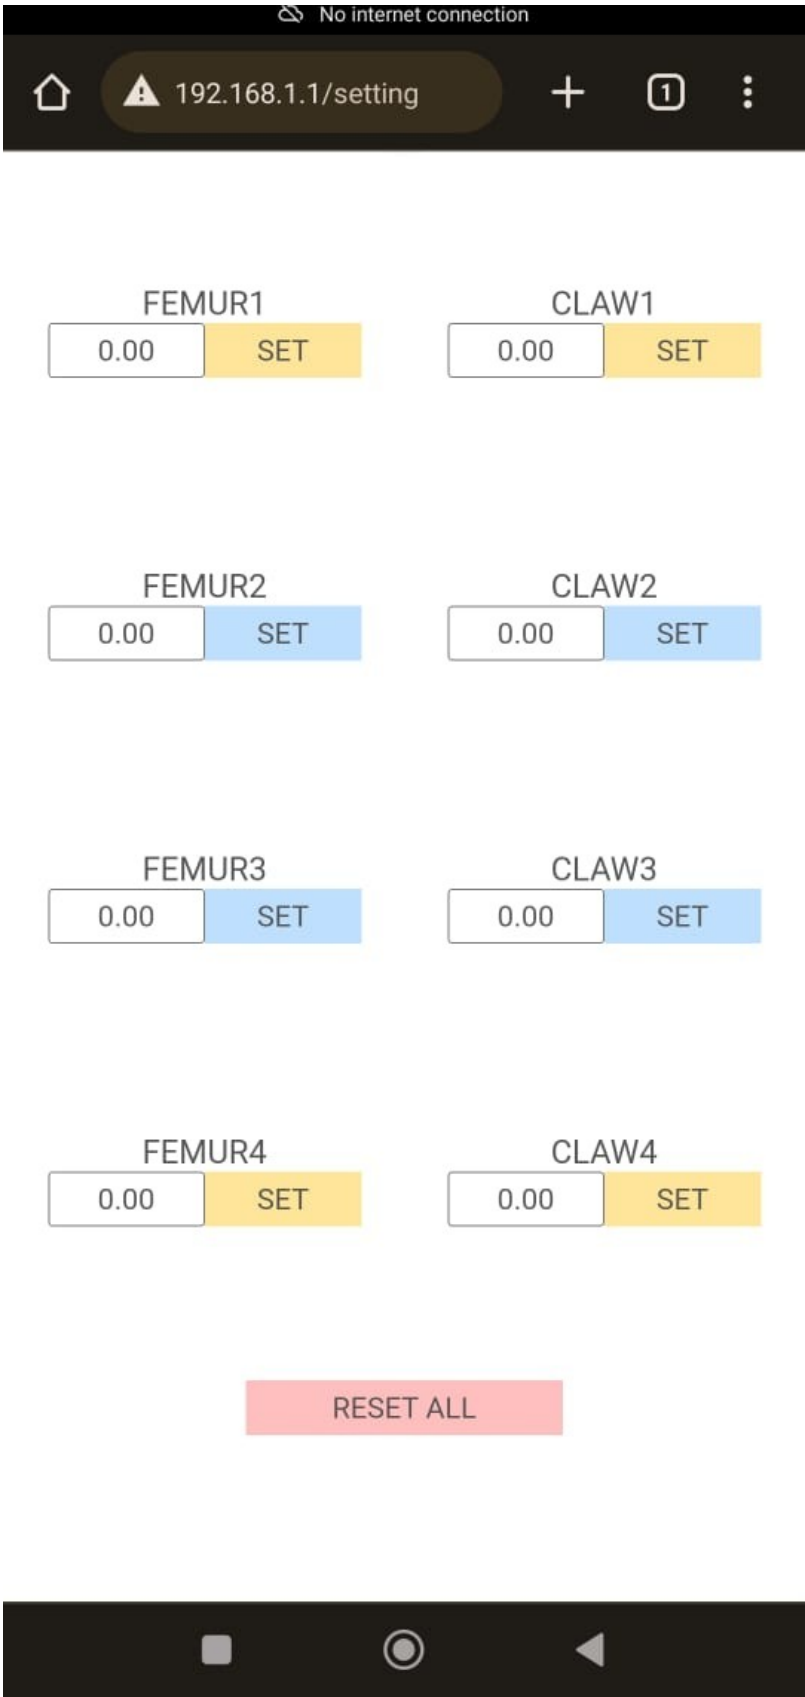 No internet connection
192.168.1.1/setting
1
FEMUR1 CLAW1
0.00 SET 0.00 SET
FEMUR2 CLAW2
0.00 SET 0.00 SET
FEMUR3 CLAW3
0.00 SET 0.00 SET
FEMUR4 CLAW4
0.00 SET 0.00 SET
RESET ALL